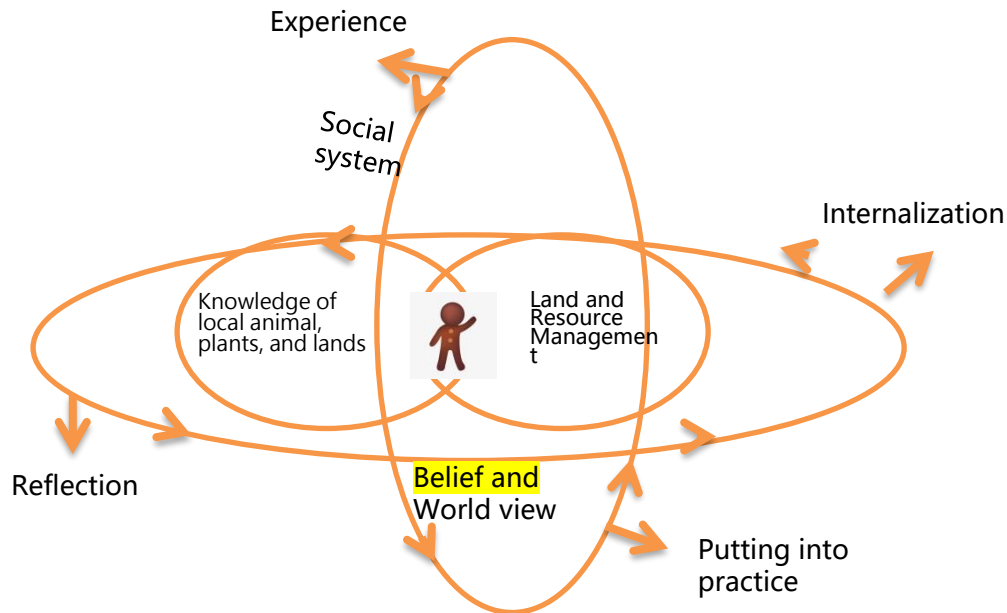 Experience
Social
system
Internalization
Knowledge of
local animal,
plants, and lands
Land and
Resource
Managemen
t
Reflection
Belief and
World view
Putting into
practice